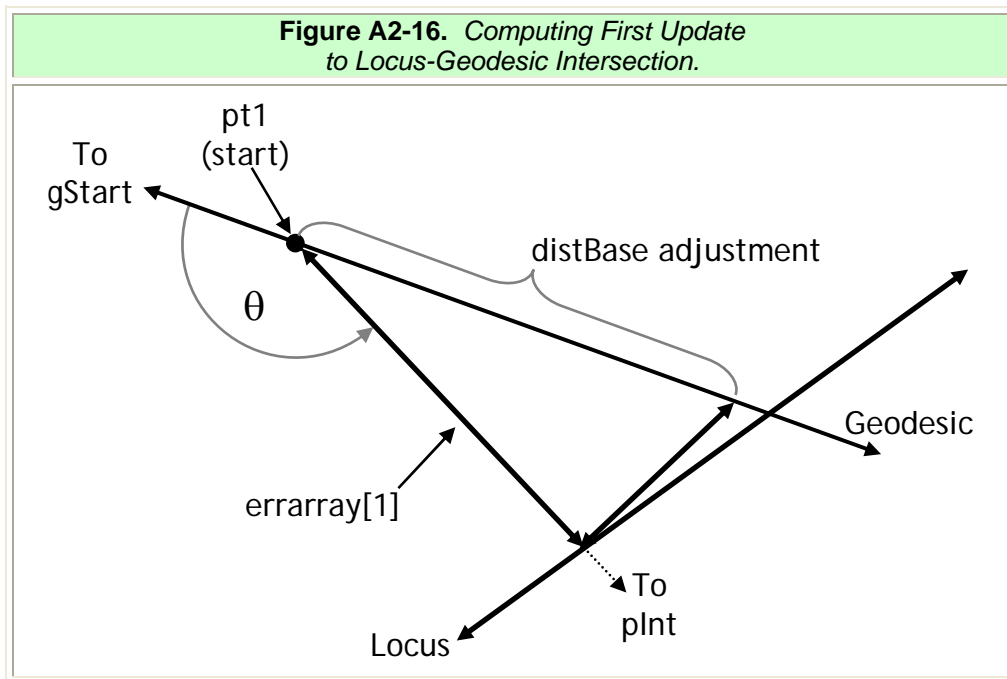 Figure A2-16. Computing First Update
to Locus-Geodesic Intersection.
pt1
(start)
To
gStart
distBase adjustment
θ
Geodesic
errarray[1]
To
pInt
Locus